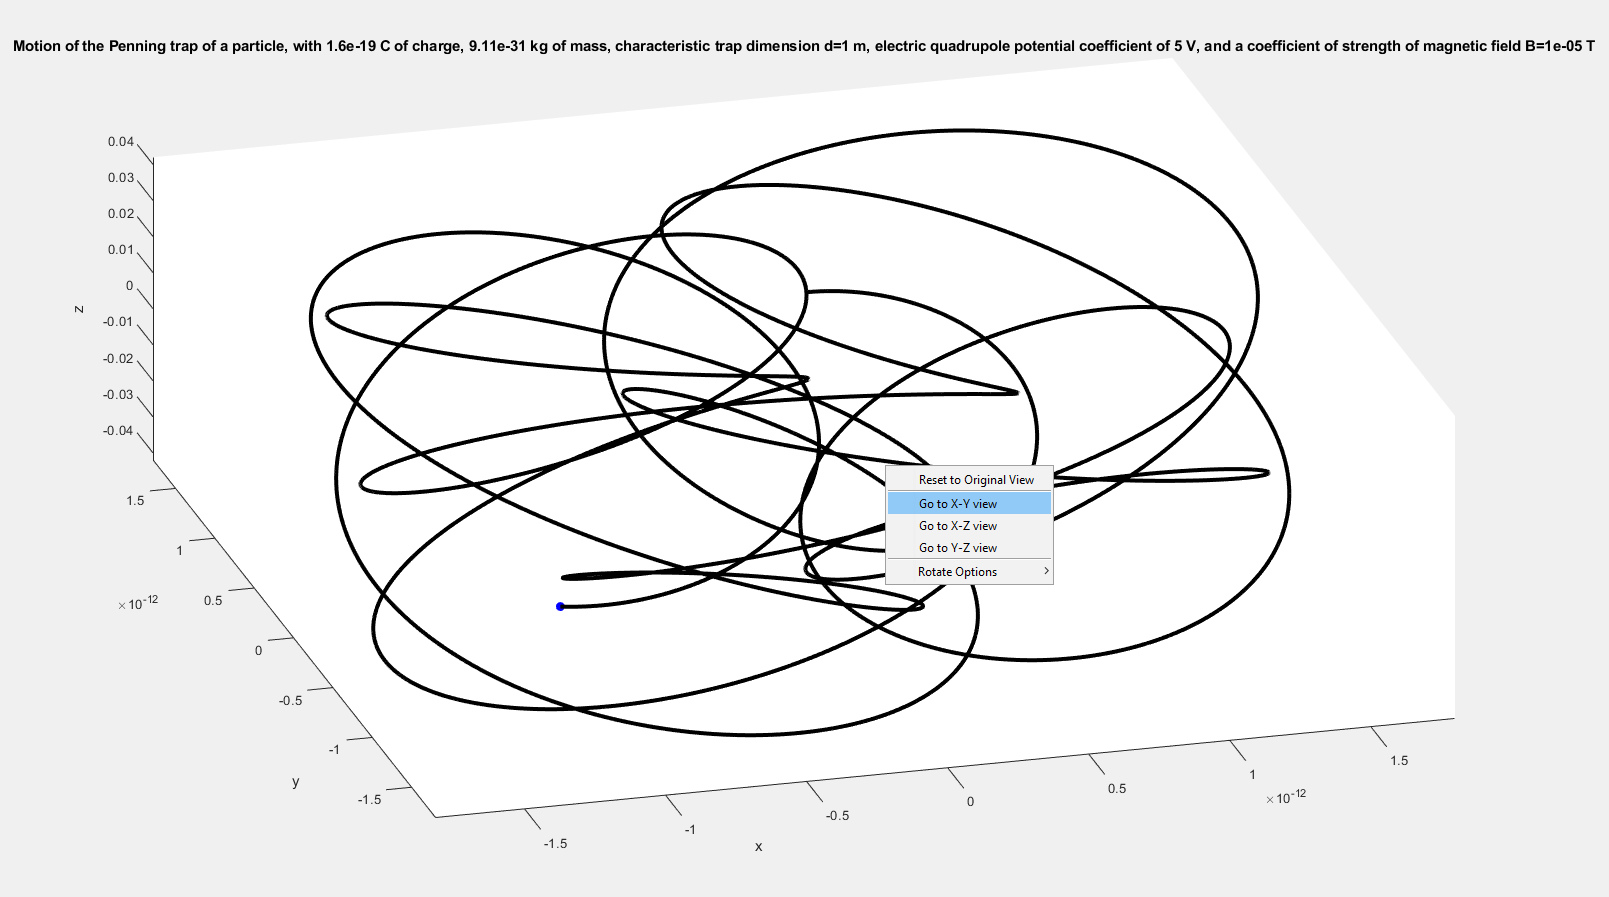 Motion of the Penning trap of a particle, with 1.6e-19 C of charge, 9.11e-31 kg of mass, characteristic trap dimension d=1 m, electric quadrupole potential coefficient of 5 V, and a coefficient of strength of magnetic field B=1e-05 T
0.04
0.03
0.02
0.01
0
-0.01
-0.02
-0.03
-0.04
z
1.5
1
0.5
0
-0.5
-1
-1.5
×10-12
y
-1.5
-1
-0.5
0
0.5
1
1.5
×10-12
x
Reset to Original View
Go to X-Y view
Go to X-Z view
Go to Y-Z view
Rotate Options >